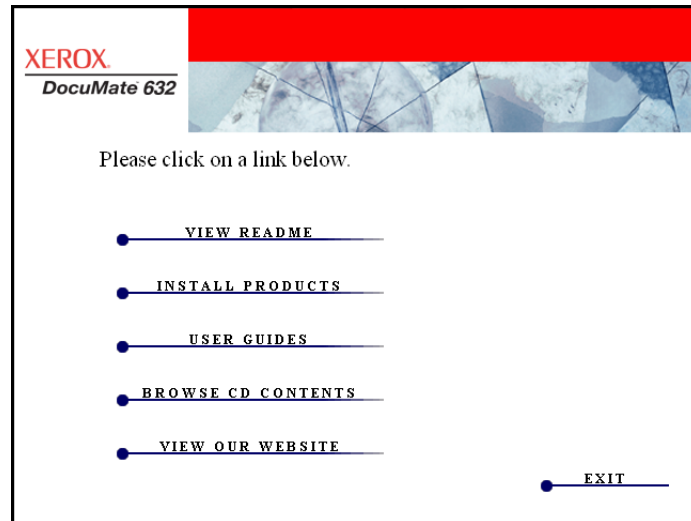 XEROX.
DocuMate 632
Please click on a link below.
VIEW README
INSTALL PRODUCTS
USER GUIDES
BROWSE CD CONTENTS
VIEW OUR WEBSITE
EXIT